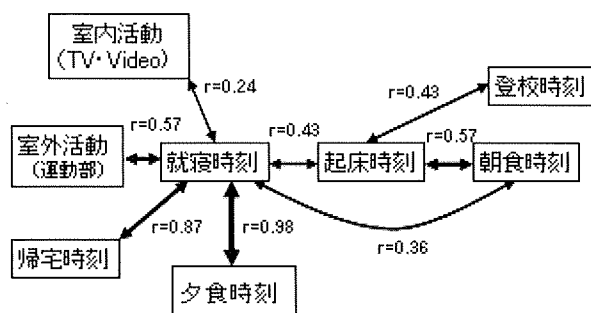 室内活動
(TV・Video)
r=0.24
登校時刻
r=0.43
室外活動
(運動部)
r=0.57
就寝時刻
r=0.43
起床時刻
r=0.57
朝食時刻
帰宅時刻
r=0.87
r=0.98
r=0.36
夕食時刻